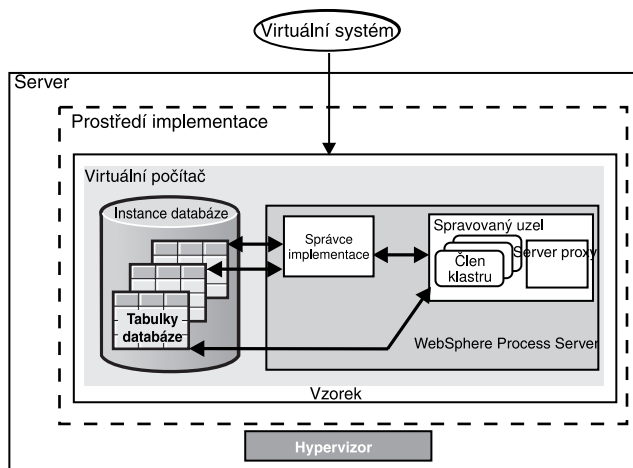 Virtuální systém
Server
Prostředí implementace
Virtuální počítač
Instance databáze
Správce
implementace
Spravovaný uzel
Server proxy
Člen
klastru
Tabulky
databáze
WebSphere Process Server
Vzorek
Hypervizor